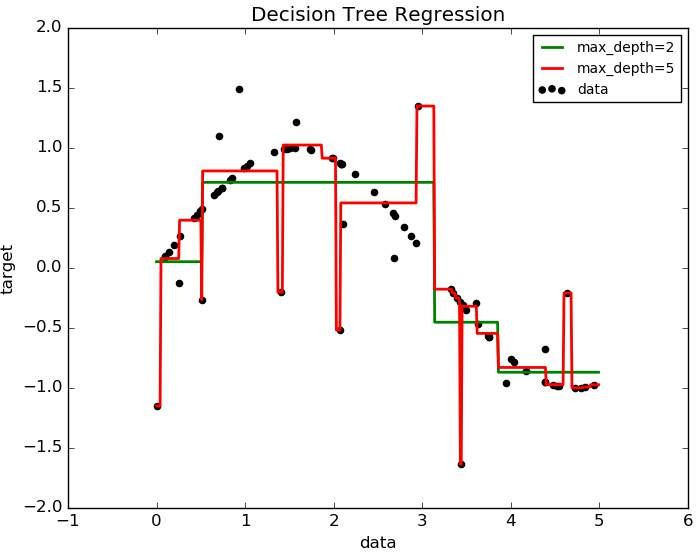 Decision Tree Regression
2.0
1.5
1.0
0.5
0.0
−0.5
−1.0
−1.5
−2.0
target
max_depth=2
max_depth=5
data
−1 0 1 2 3 4 5 6
data